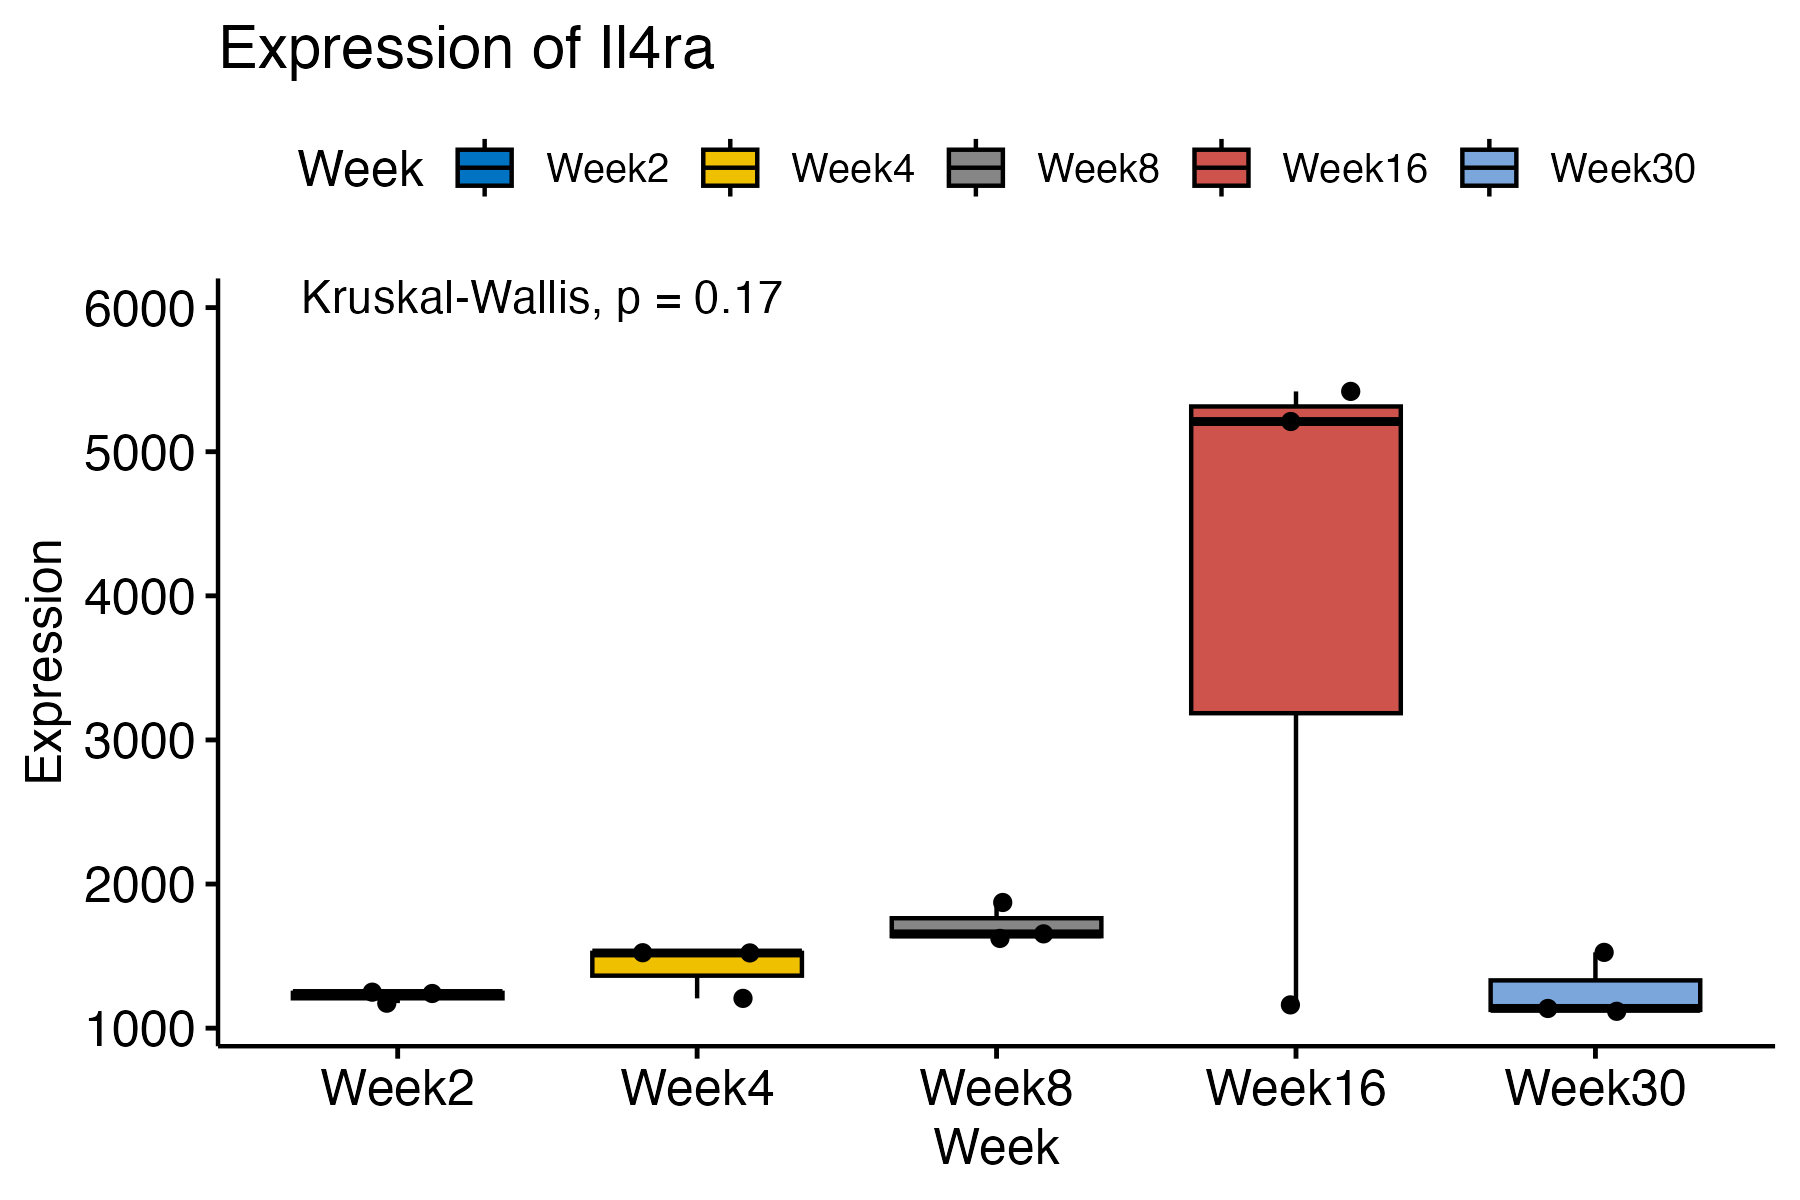 Expression of Il4ra
Week Week2 Week4 Week8 Week16 Week30
Kruskal-Wallis, p = 0.17
6000
5000
4000
3000
2000
1000
Expression
Week2 Week4 Week8 Week16 Week30
Week